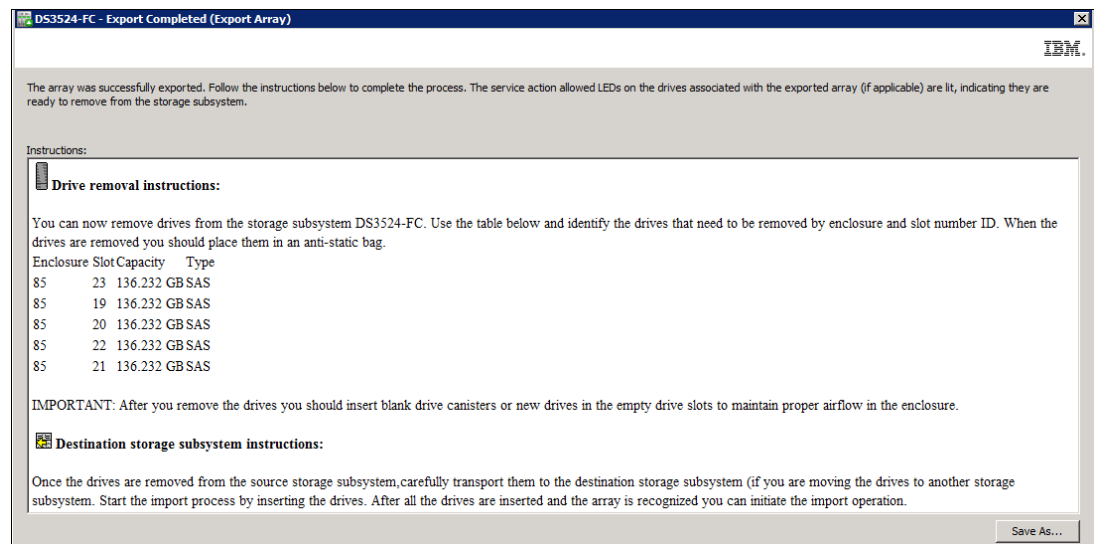 DS3524-FC - Export Completed (Export Array)
IBM.
The array was successfully exported. Follow the instructions below to complete the process. The service action allowed LEDs on the drives associated with the exported array (if applicable) are lit, indicating they are
ready to remove from the storage subsystem.
Instructions:
Drive removal instructions:
You can now remove drives from the storage subsystem DS3524-FC. Use the table below and identify the drives that need to be removed by enclosure and slot number ID. When the
drives are removed you should place them in an anti-static bag.
Enclosure Slot Capacity Type
85 23 136.232 GB SAS
85 19 136.232 GB SAS
85 20 136.232 GB SAS
85 22 136.232 GB SAS
85 21 136.232 GB SAS
IMPORTANT: After you remove the drives you should insert blank drive canisters or new drives in the empty drive slots to maintain proper airflow in the enclosure.
Destination storage subsystem instructions:
Once the drives are removed from the source storage subsystem,carefully transport them to the destination storage subsystem (if you are moving the drives to another storage
subsystem. Start the import process by inserting the drives. After all the drives are inserted and the array is recognized you can initiate the import operation.
Save As...